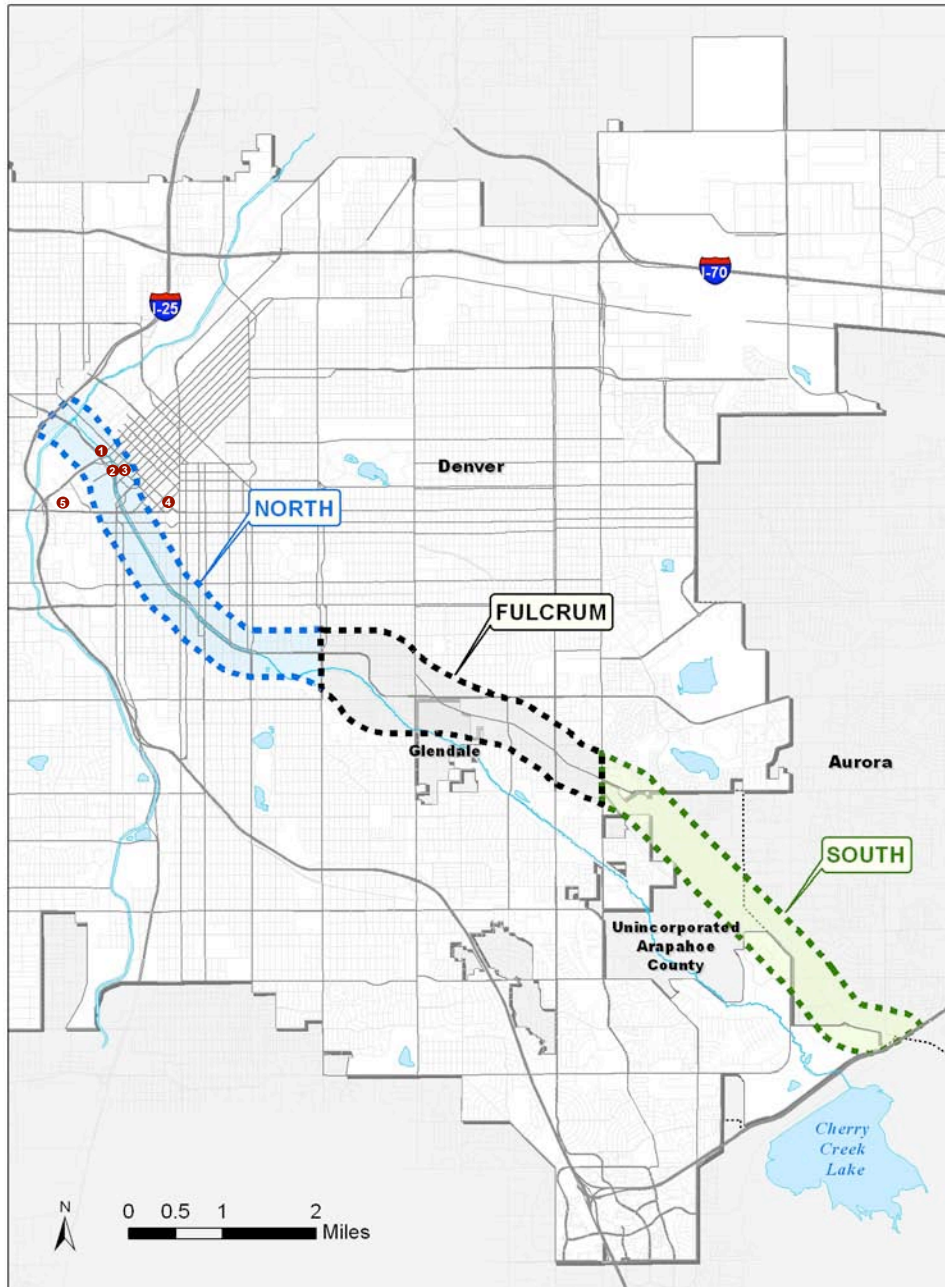 I-25
I-70
Denver
1
2
3
4
5
NORTH
FULCRUM
Glendale
Aurora
SOUTH
Unincorporated
Arapahoe
County
Cherry
Creek
Lake
N
0 0.5 1 2
Miles